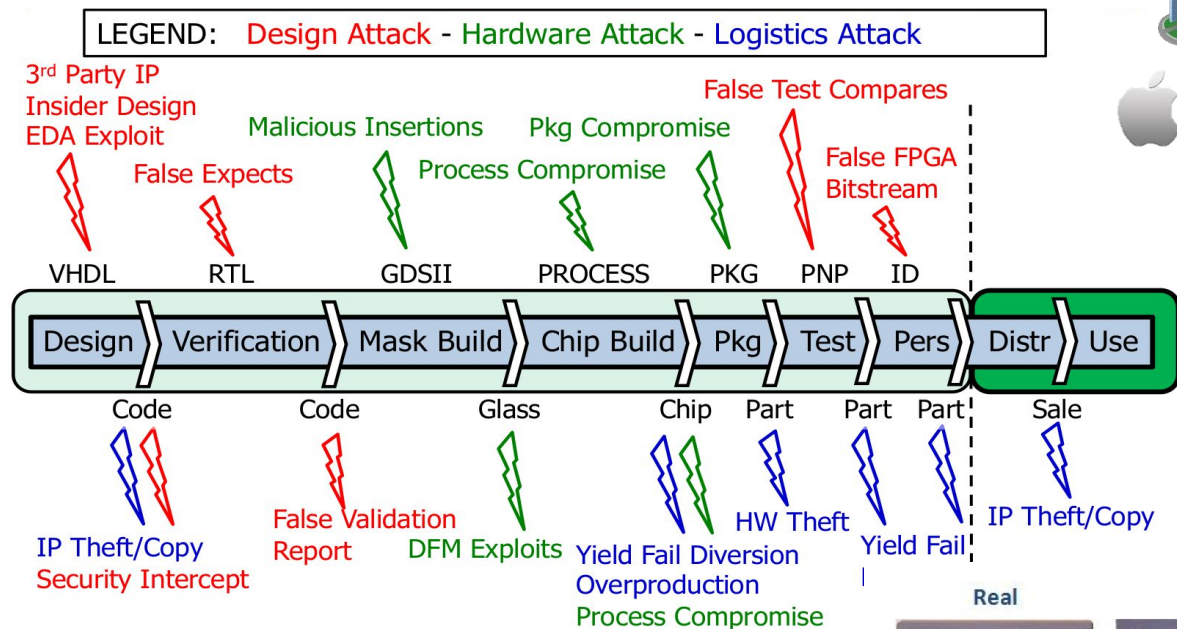 LEGEND: Design Attack - Hardware Attack - Logistics Attack
3rd Party IP
Insider Design
EDA Exploit
False Expects
Malicious Insertions
Process Compromise
Pkg Compromise
False Test Compares
False FPGA
Bitstream
VHDL
RTL
GDSII
PROCESS
PKG
PNP
ID
Design
Verification
Mask Build
Chip Build
Pkg
Test
Pers
Distr
Use
Code
Code
Glass
Chip
Part
Part
Part
Sale
IP Theft/Copy
Security Intercept
False Validation
Report
DFM Exploits
Yield Fail Diversion
Overproduction
Process Compromise
HW Theft
Yield Fail
IP Theft/Copy
Real